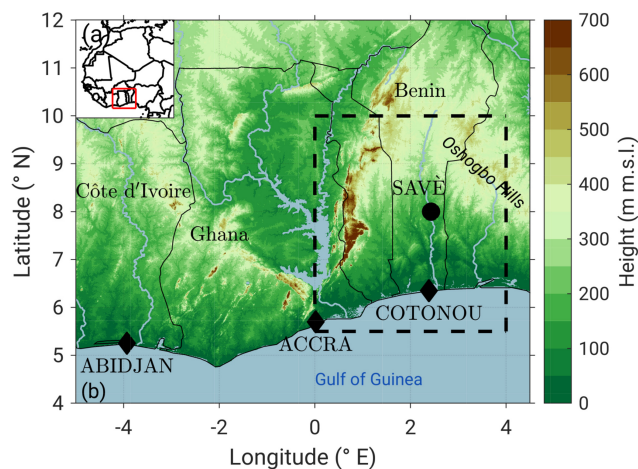 (a)
12
11
10
9
8
7
6
5
4
Latitude (° N)
Benin
Oshogbo Hills
Côte d'Ivoire
SAVÈ
Ghana
COTONOU
ACCRA
ABIDJAN
Gulf of Guinea
(b)
-4
-2
0
2
4
Longitude (° E)
700
600
500
400
300
200
100
0
Height (m m.s.l.)